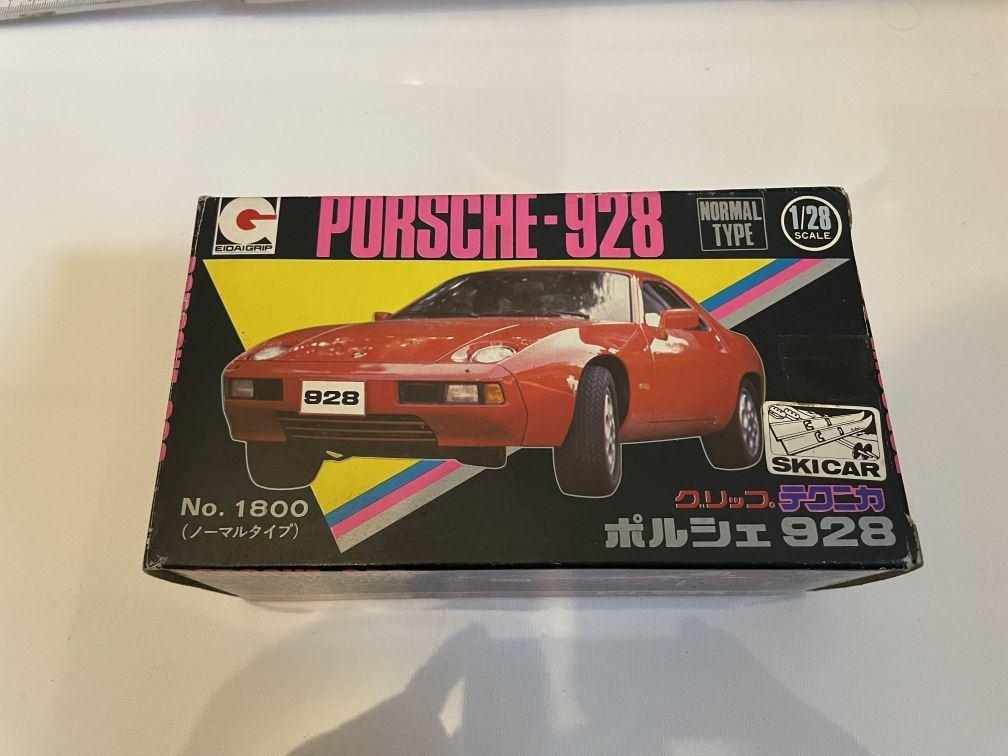 EIDAIGRIP
PORSCHE-928
NORMAL
TYPE
1/28
SCALE
928
SKICAR
No. 1800
(ノーマルタイプ)
グリップ テクニカ
ポルシェ 928